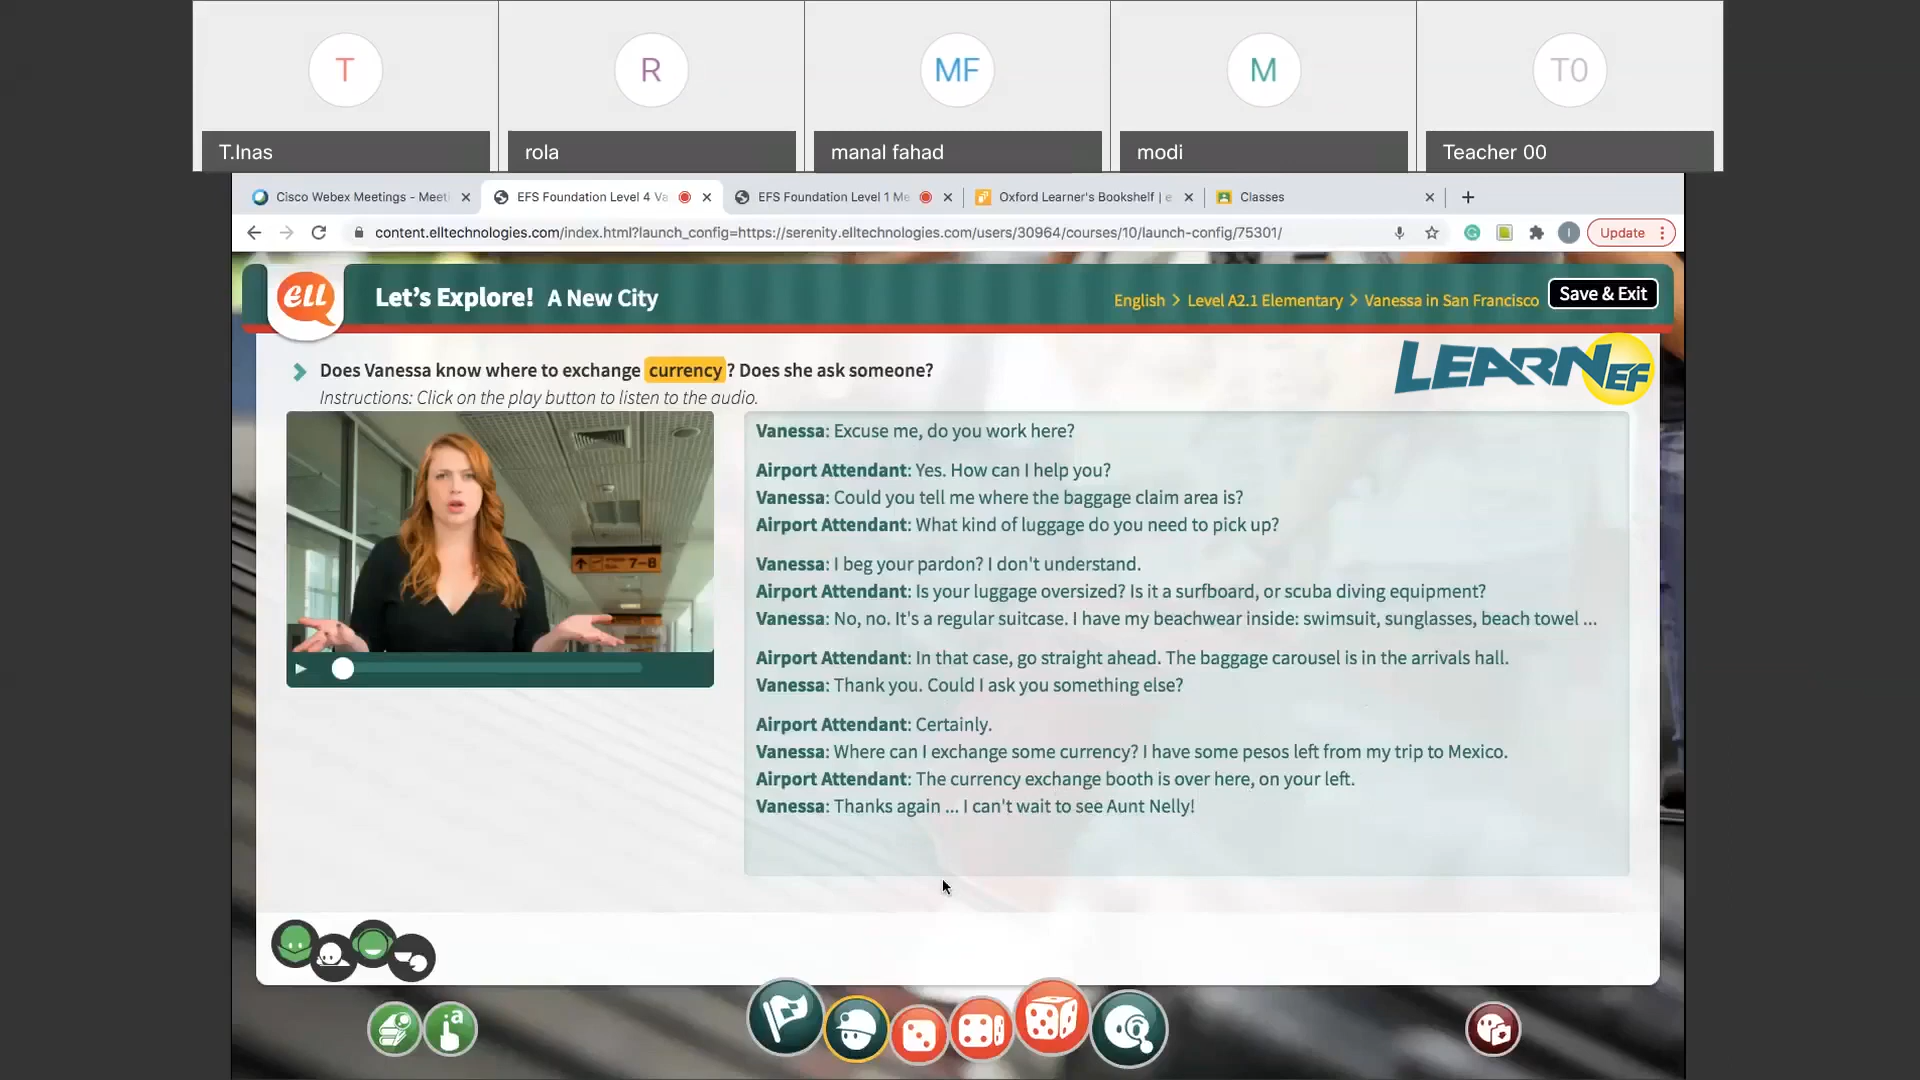 T
R
MF
M
T0
T.Inas
rola
manal fahad
modi
Teacher 00
Cisco Webex Meetings - Meet
EFS Foundation Level 4 Va
EFS Foundation Level 1 Me
Oxford Learner's Bookshelf | e
Classes
content.elltechnologies.com/index.html?launch_config=https://serenity.elltechnologies.com/users/30964/courses/10/launch-config/75301/
I
Update
ell
Let's Explore! A New City
English > Level A2.1 Elementary > Vanessa in San Francisco
Save & Exit
LEARN EF
Does Vanessa know where to exchange currency? Does she ask someone?
Instructions: Click on the play button to listen to the audio.
7-8
Vanessa: Excuse me, do you work here?
Airport Attendant: Yes. How can I help you?
Vanessa: Could you tell me where the baggage claim area is?
Airport Attendant: What kind of luggage do you need to pick up?
Vanessa: I beg your pardon? I don't understand.
Airport Attendant: Is your luggage oversized? Is it a surfboard, or scuba diving equipment?
Vanessa: No, no. It's a regular suitcase. I have my beachwear inside: swimsuit, sunglasses, beach towel ...
Airport Attendant: In that case, go straight ahead. The baggage carousel is in the arrivals hall.
Vanessa: Thank you. Could I ask you something else?
Airport Attendant: Certainly.
Vanessa: Where can I exchange some currency? I have some pesos left from my trip to Mexico.
Airport Attendant: The currency exchange booth is over here, on your left.
Vanessa: Thanks again ... I can't wait to see Aunt Nelly!
a